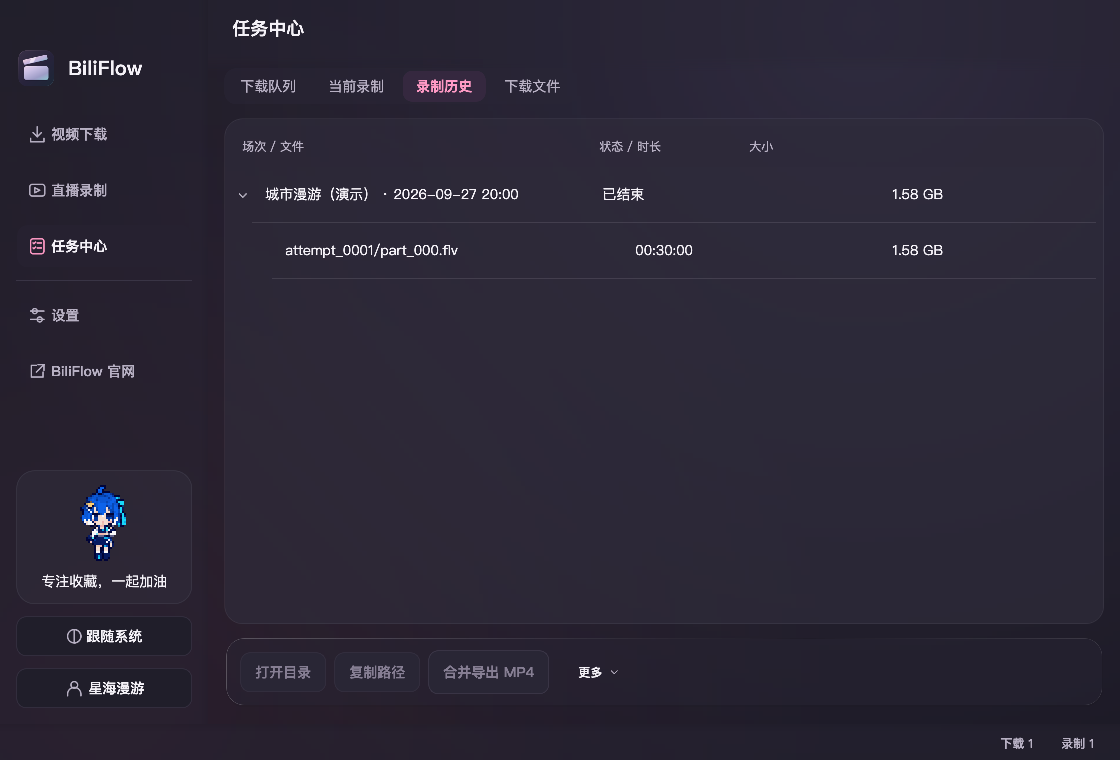 任务中心
BiliFlow
下载队列 当前录制 录制历史 下载文件
视频下载
直播录制
任务中心
设置
BiliFlow 官网
场次 / 文件 状态 / 时长 大小
城市漫游（演示） · 2026-09-27 20:00 已结束 1.58 GB
attempt_0001/part_000.flv 00:30:00 1.58 GB
专注收藏，一起加油
跟随系统
星海漫游
打开目录 复制路径 合并导出 MP4 更多
下载 1 录制 1